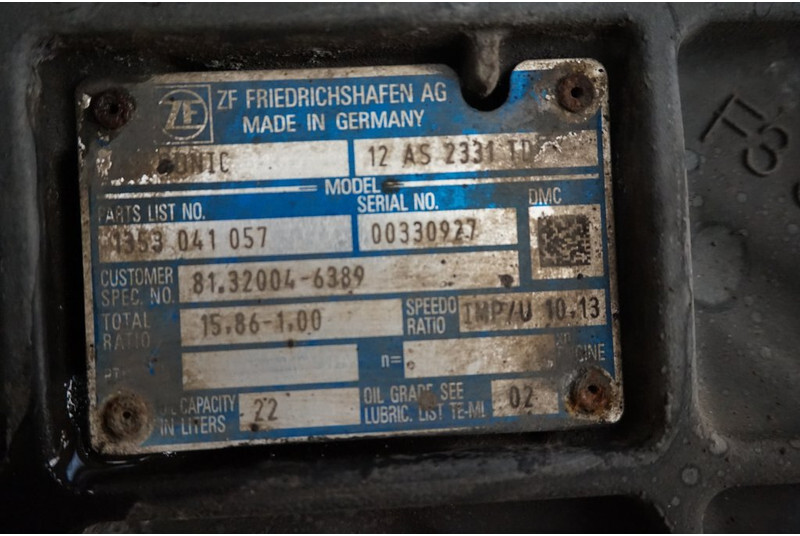 ZF
ZF FRIEDRICHSHAFEN AG
MADE IN GERMANY
12 AS 2331
MODEL
PARTS LIST NO.
SERIAL NO.
DMC
1353 041 057
00330927
CUSTOMER
SPEC. NO.
81.32004-6389
TOTAL
RATIO
15.86-1.00
SPEEDO
RATIO
IMP/U 10.13
n=
CAPACITY
IN LITERS
22
OIL GRADE SEE
LUBRIC. LIST TE-ML
02
F8